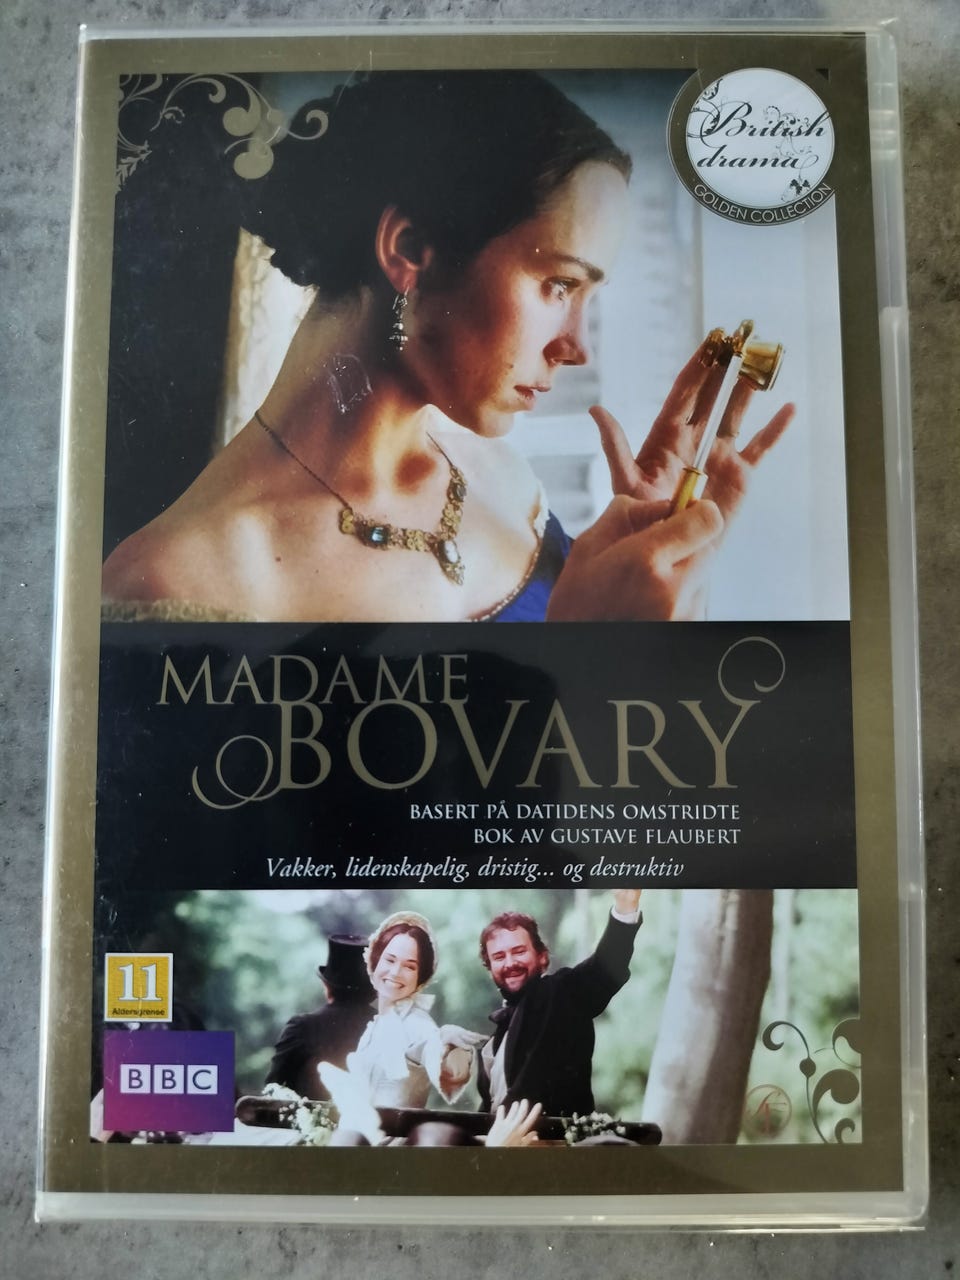 British
drama
GOLDEN COLLECTION
MADAME
BOVARY
BASERT PÅ DATIDENS OMSTRIDTE
BOK AV GUSTAVE FLAUBERT
Vakker, lidenskapelig, dristig... og destruktiv
11
Aldersgrense
BBC